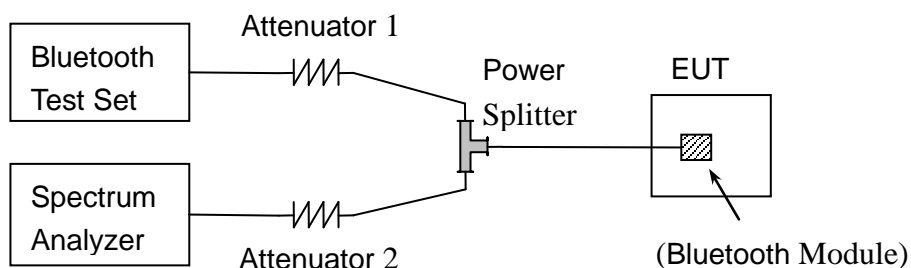 Attenuator 1
Bluetooth
Test Set
Power
Splitter
EUT
Spectrum
Analyzer
Attenuator 2
(Bluetooth Module)